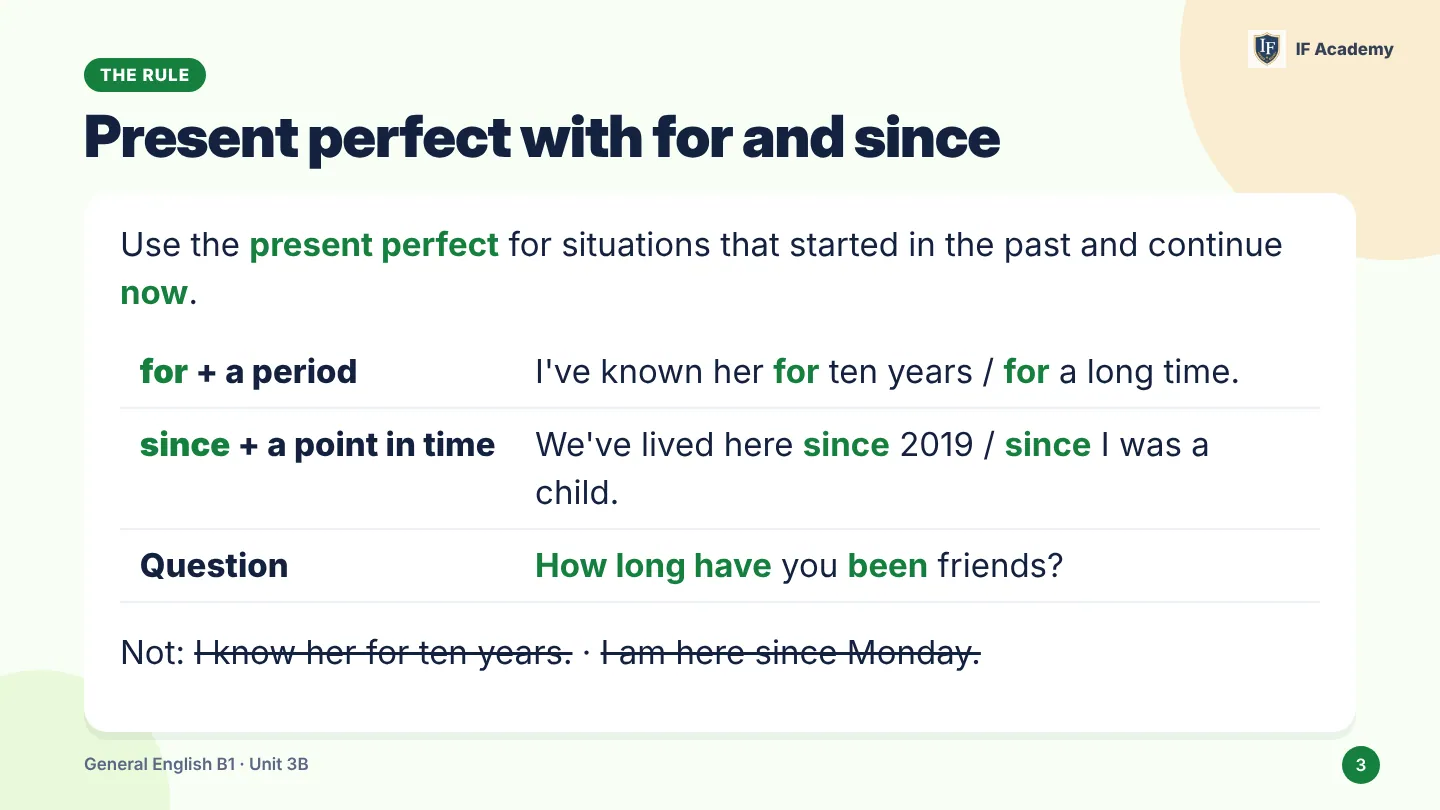 IF
IF Academy
THE RULE
Present perfect with for and since
Use the present perfect for situations that started in the past and continue
now.
for + a period
I've known her for ten years / for a long time.
since + a point in time
We've lived here since 2019 / since I was a
child.
Question
How long have you been friends?
Not: I know her for ten years. · I am here since Monday.
General English B1 · Unit 3B
3